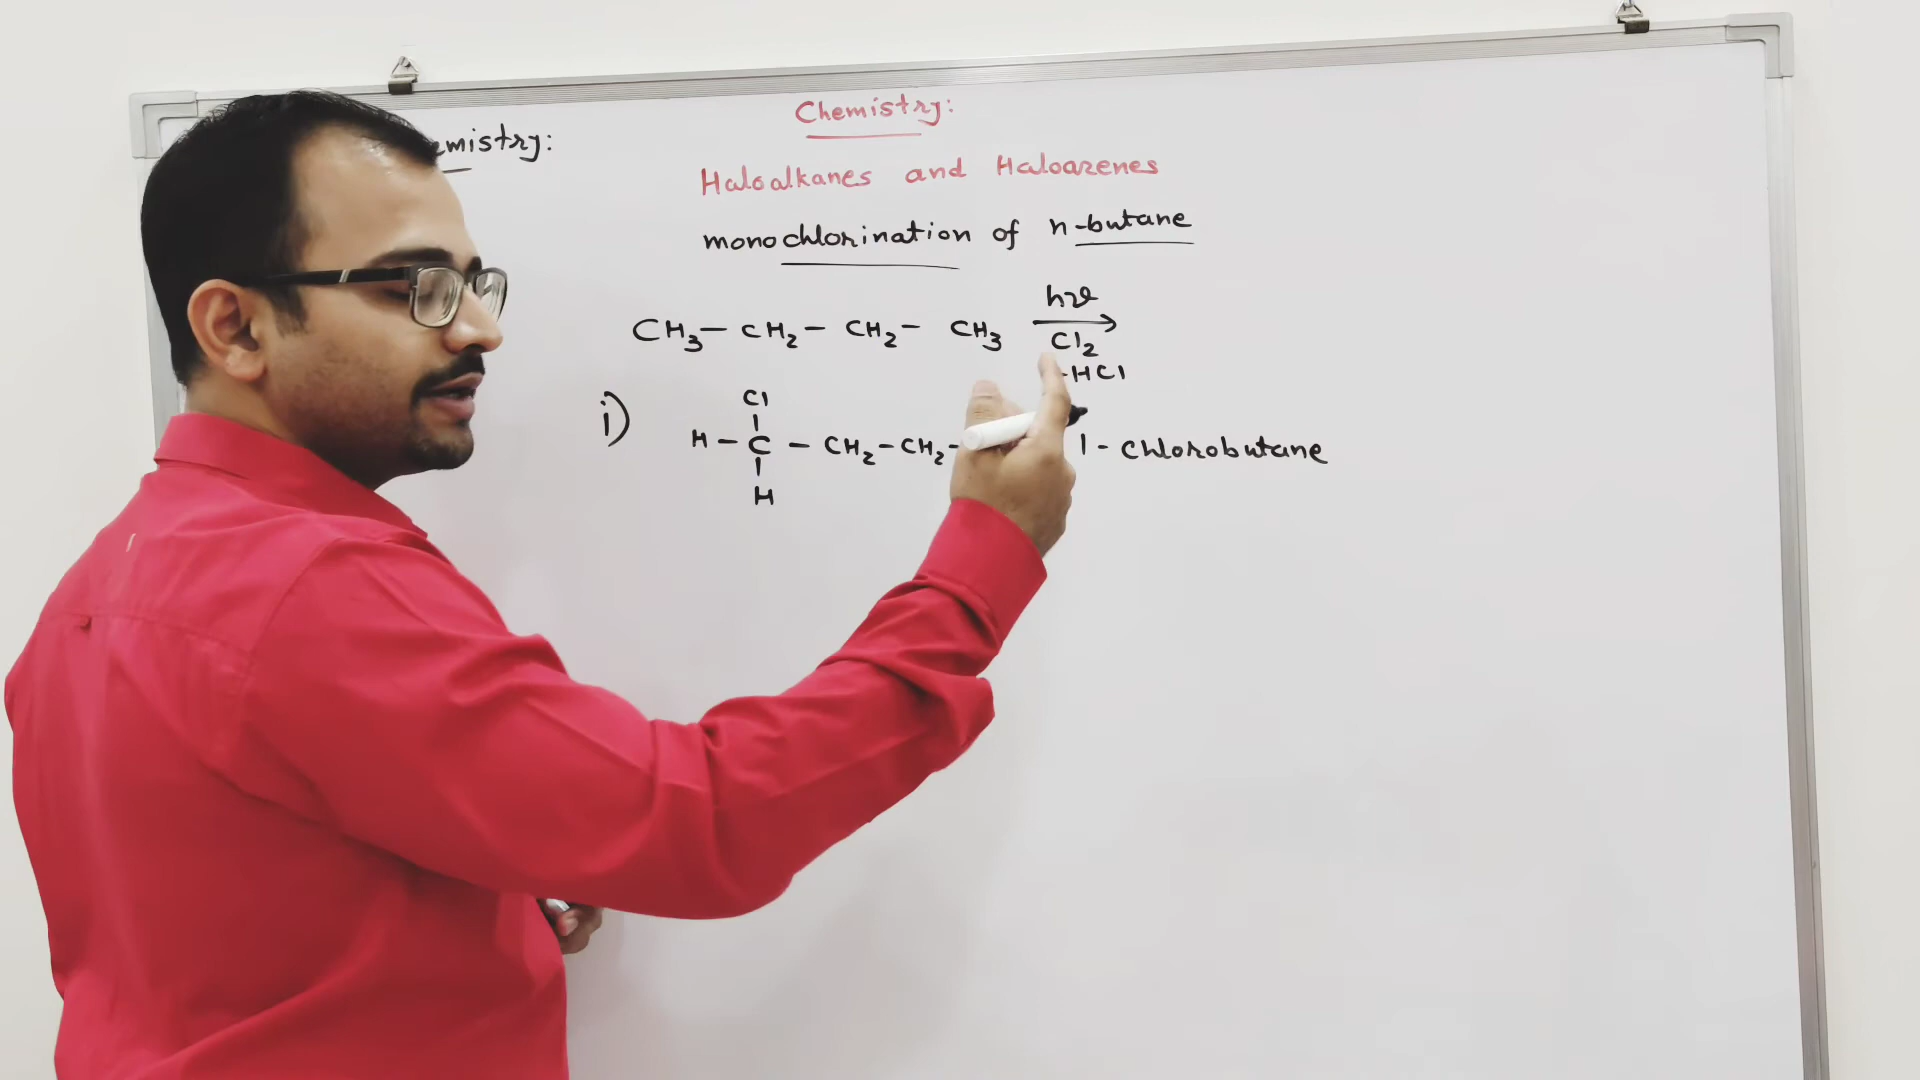 Chemistry:
emistry:
Haloalkanes and Haloarenes
monochlorination of n-butane
hν
CH3— CH2— CH2— CH3 ⟶
Cl2
-HCl
i)
Cl
H — C — CH2-CH2- 1- Chlorobutane
H